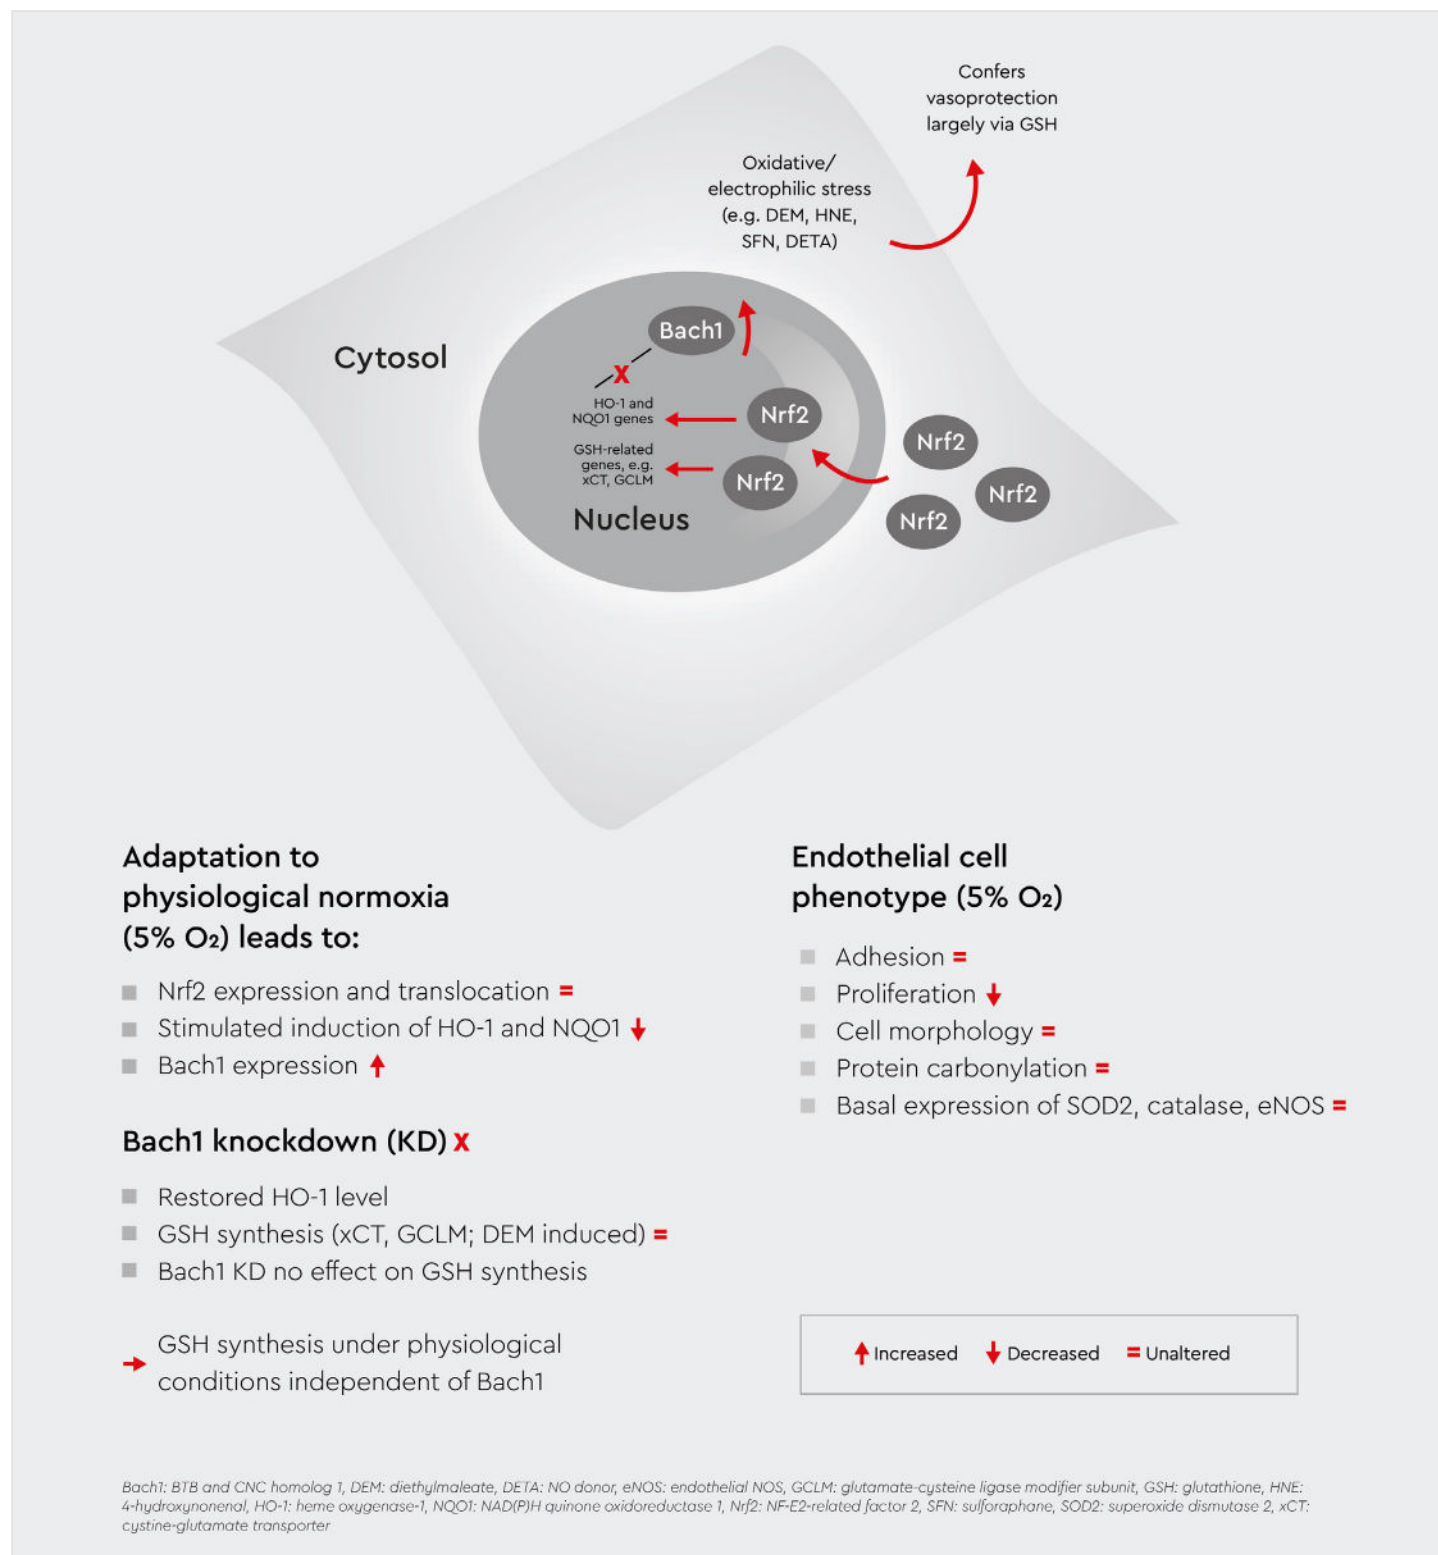 Confers
vasoprotection
largely via GSH
Oxidative/
electrophilic stress
(e.g. DEM, HNE,
SFN, DETA)
Cytosol
Bach1
X
HO-1 and
NQO1 genes
Nrf2
GSH-related
genes, e.g.
xCT, GCLM
Nrf2
Nucleus
Nrf2
Nrf2
Nrf2
Adaptation to
physiological normoxia
(5% O₂) leads to:
Nrf2 expression and translocation =
Stimulated induction of HO-1 and NQO1 ↓
Bach1 expression ↑
Bach1 knockdown (KD) X
Restored HO-1 level
GSH synthesis (xCT, GCLM; DEM induced) =
Bach1 KD no effect on GSH synthesis
→ GSH synthesis under physiological
conditions independent of Bach1
Endothelial cell
phenotype (5% O₂)
Adhesion =
Proliferation ↓
Cell morphology =
Protein carbonylation =
Basal expression of SOD2, catalase, eNOS =
↑ Increased ↓ Decreased = Unaltered
Bach1: BTB and CNC homolog 1, DEM: diethylmaleate, DETA: NO donor, eNOS: endothelial NOS, GCLM: glutamate-cysteine ligase modifier subunit, GSH: glutathione, HNE:
4-hydroxynonenal, HO-1: heme oxygenase-1, NQO1: NAD(P)H quinone oxidoreductase 1, Nrf2: NF-E2-related factor 2, SFN: sulforaphane, SOD2: superoxide dismutase 2, xCT:
cystine-glutamate transporter